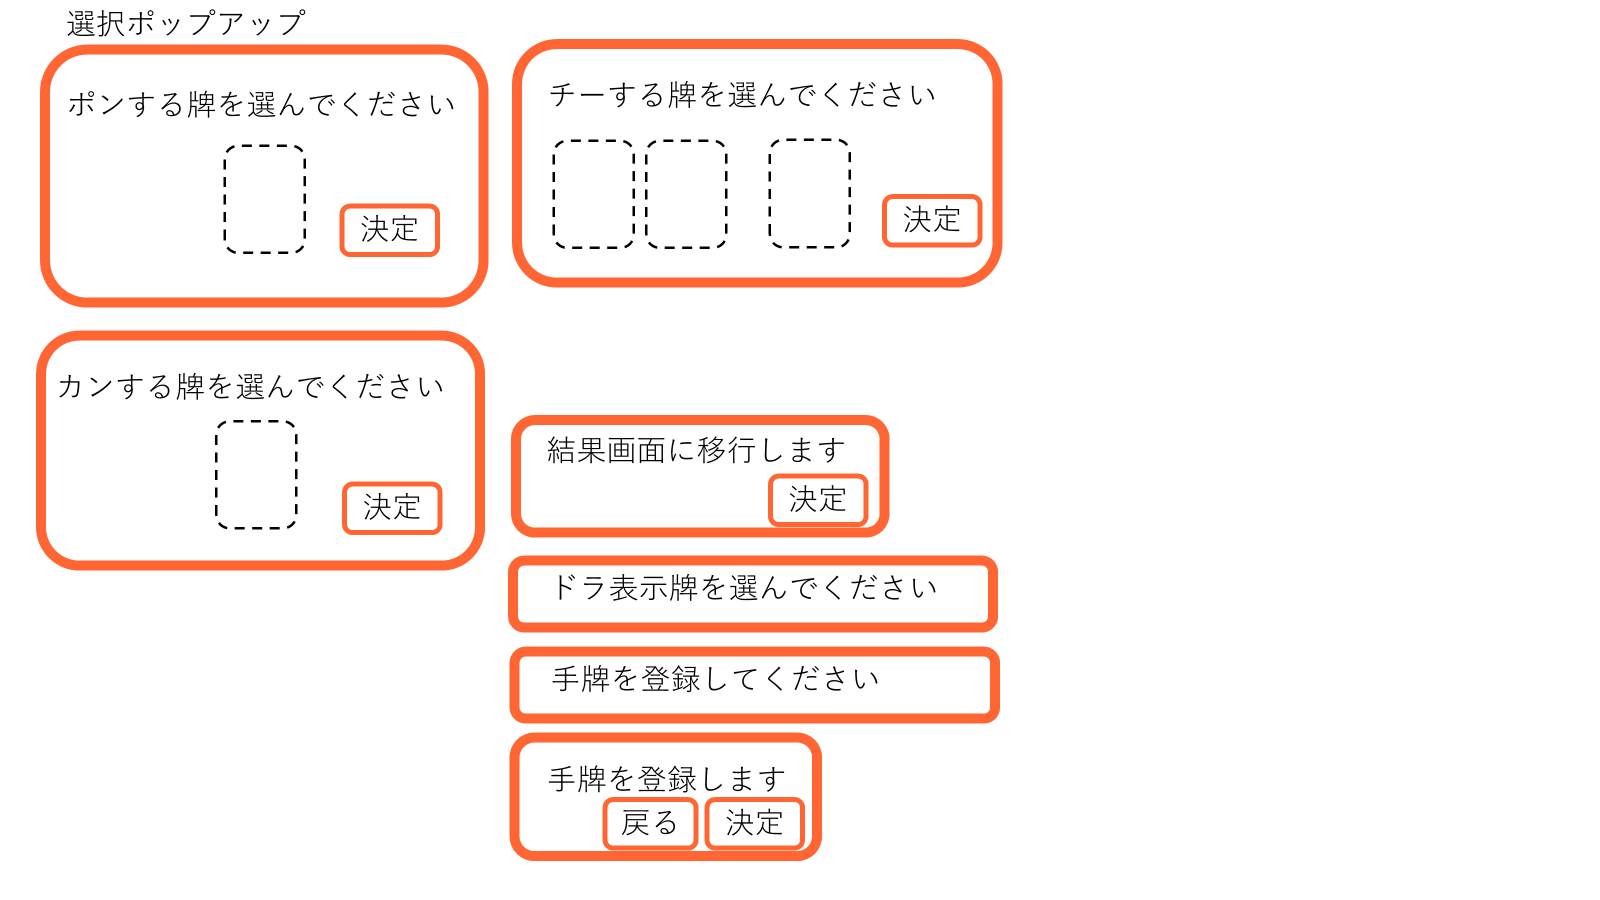 選択ポップアップ
ポンする牌を選んでください
決定
チーする牌を選んでください
決定
カンする牌を選んでください
決定
結果画面に移行します
決定
ドラ表示牌を選んでください
手牌を登録してください
手牌を登録します
戻る
決定